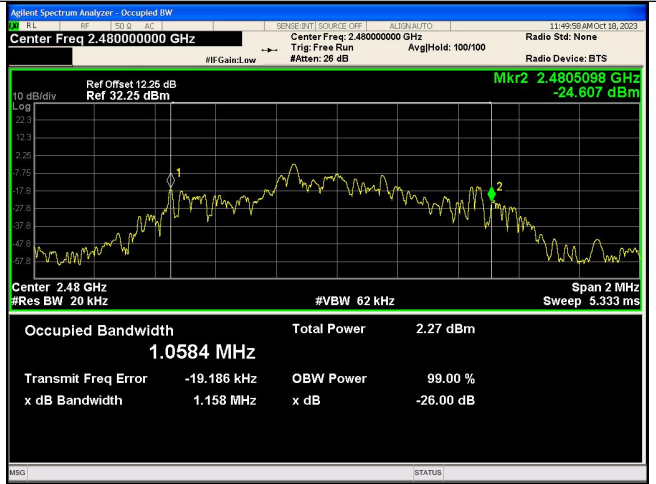 Agilent Spectrum Analyzer - Occupied BW
LXI RL RF 50 Ω AC SENSE:INT SOURCE OFF ALIGN AUTO 11:49:58 AM Oct 18, 2023
Center Freq 2.480000000 GHz Center Freq: 2.480000000 GHz Radio Std: None
Trig: Free Run Avg|Hold: 100/100
#IFGain:Low #Atten: 26 dB Radio Device: BTS
Mkr2 2.4805098 GHz
Ref Offset 12.25 dB
10 dB/div Ref 32.25 dBm -24.607 dBm
Log
22.3
12.3
2.25
-7.75
1
-17.8
2
-27.8
-37.8
-47.8
-57.8
Center 2.48 GHz Span 2 MHz
#Res BW 20 kHz #VBW 62 kHz Sweep 5.333 ms
Occupied Bandwidth Total Power 2.27 dBm
1.0584 MHz
Transmit Freq Error -19.186 kHz OBW Power 99.00 %
x dB Bandwidth 1.158 MHz x dB -26.00 dB
MSG STATUS